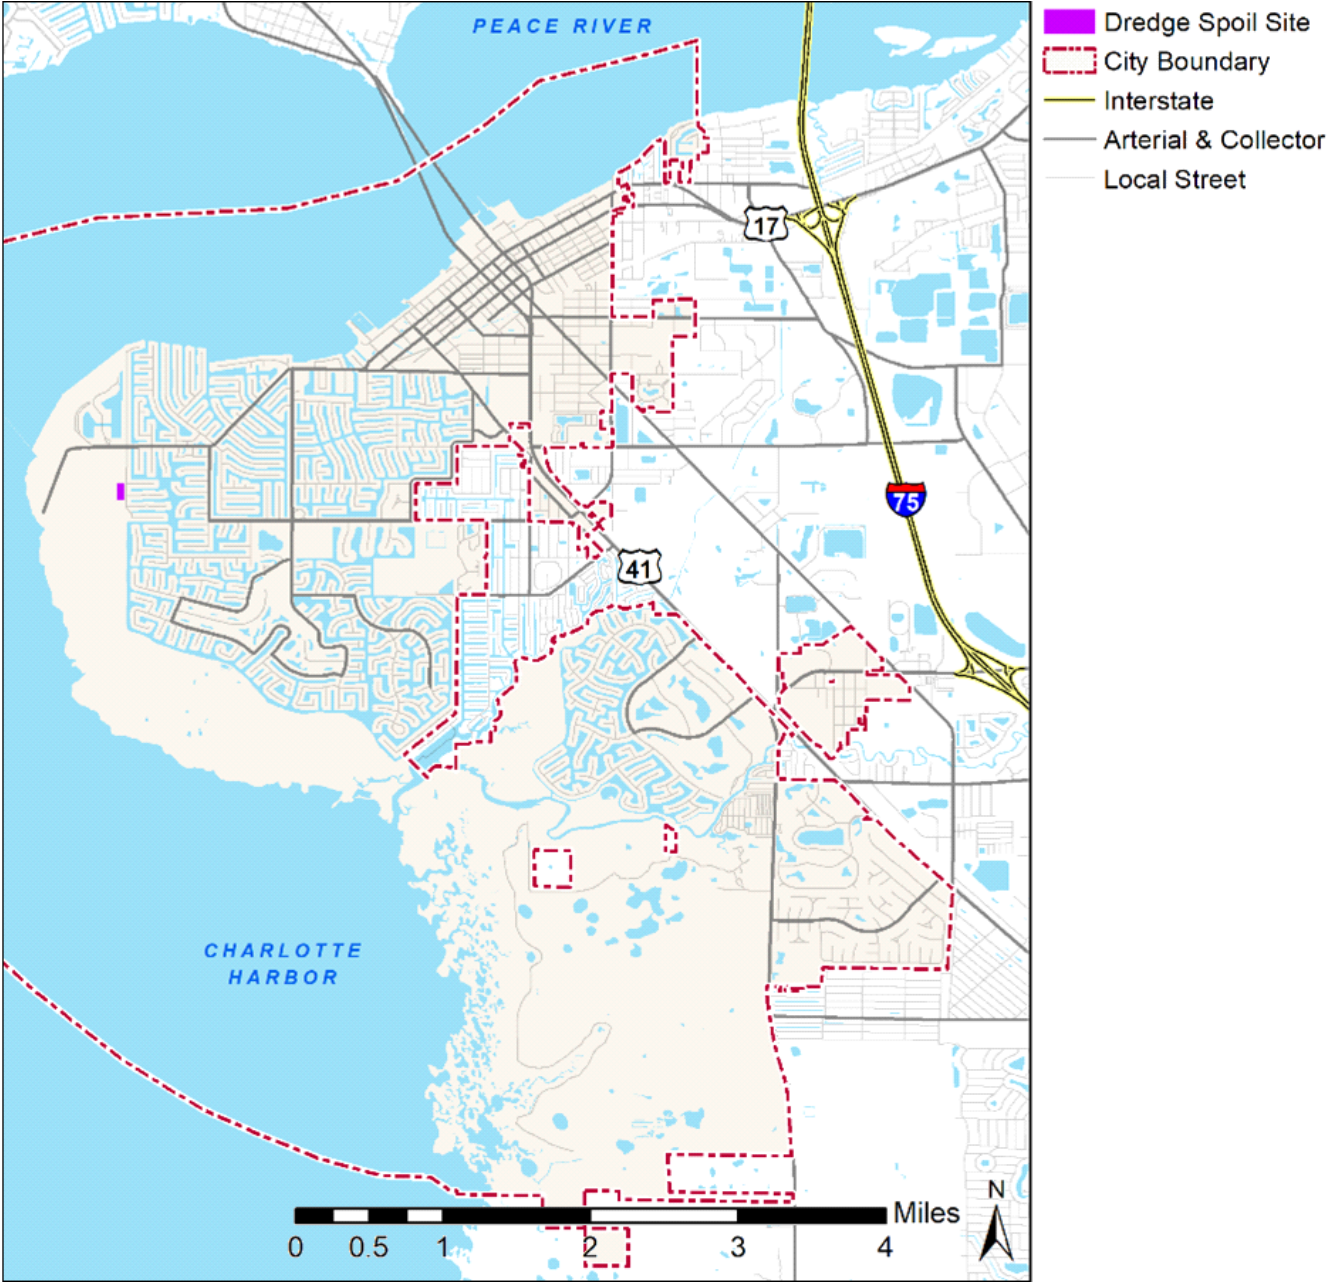 PEACE RIVER
Dredge Spoil Site
City Boundary
Interstate
Arterial & Collector
Local Street
17
75
41
CHARLOTTE
HARBOR
N
Miles
0 0.5 1 2 3 4